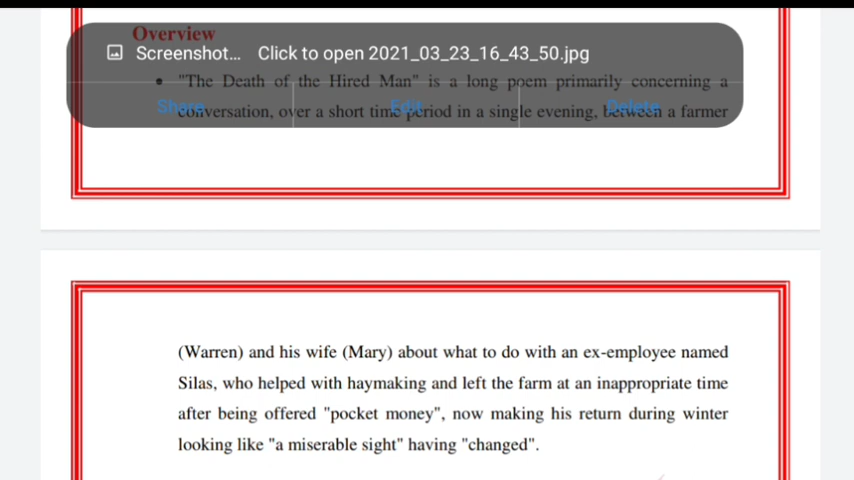 Overview
Screenshot... Click to open 2021_03_23_16_43_50.jpg
• "The Death of the Hired Man" is a long poem primarily concerning a
Share Edit Delete
conversation, over a short time period in a single evening, between a farmer
(Warren) and his wife (Mary) about what to do with an ex-employee named
Silas, who helped with haymaking and left the farm at an inappropriate time
after being offered "pocket money", now making his return during winter
looking like "a miserable sight" having "changed".